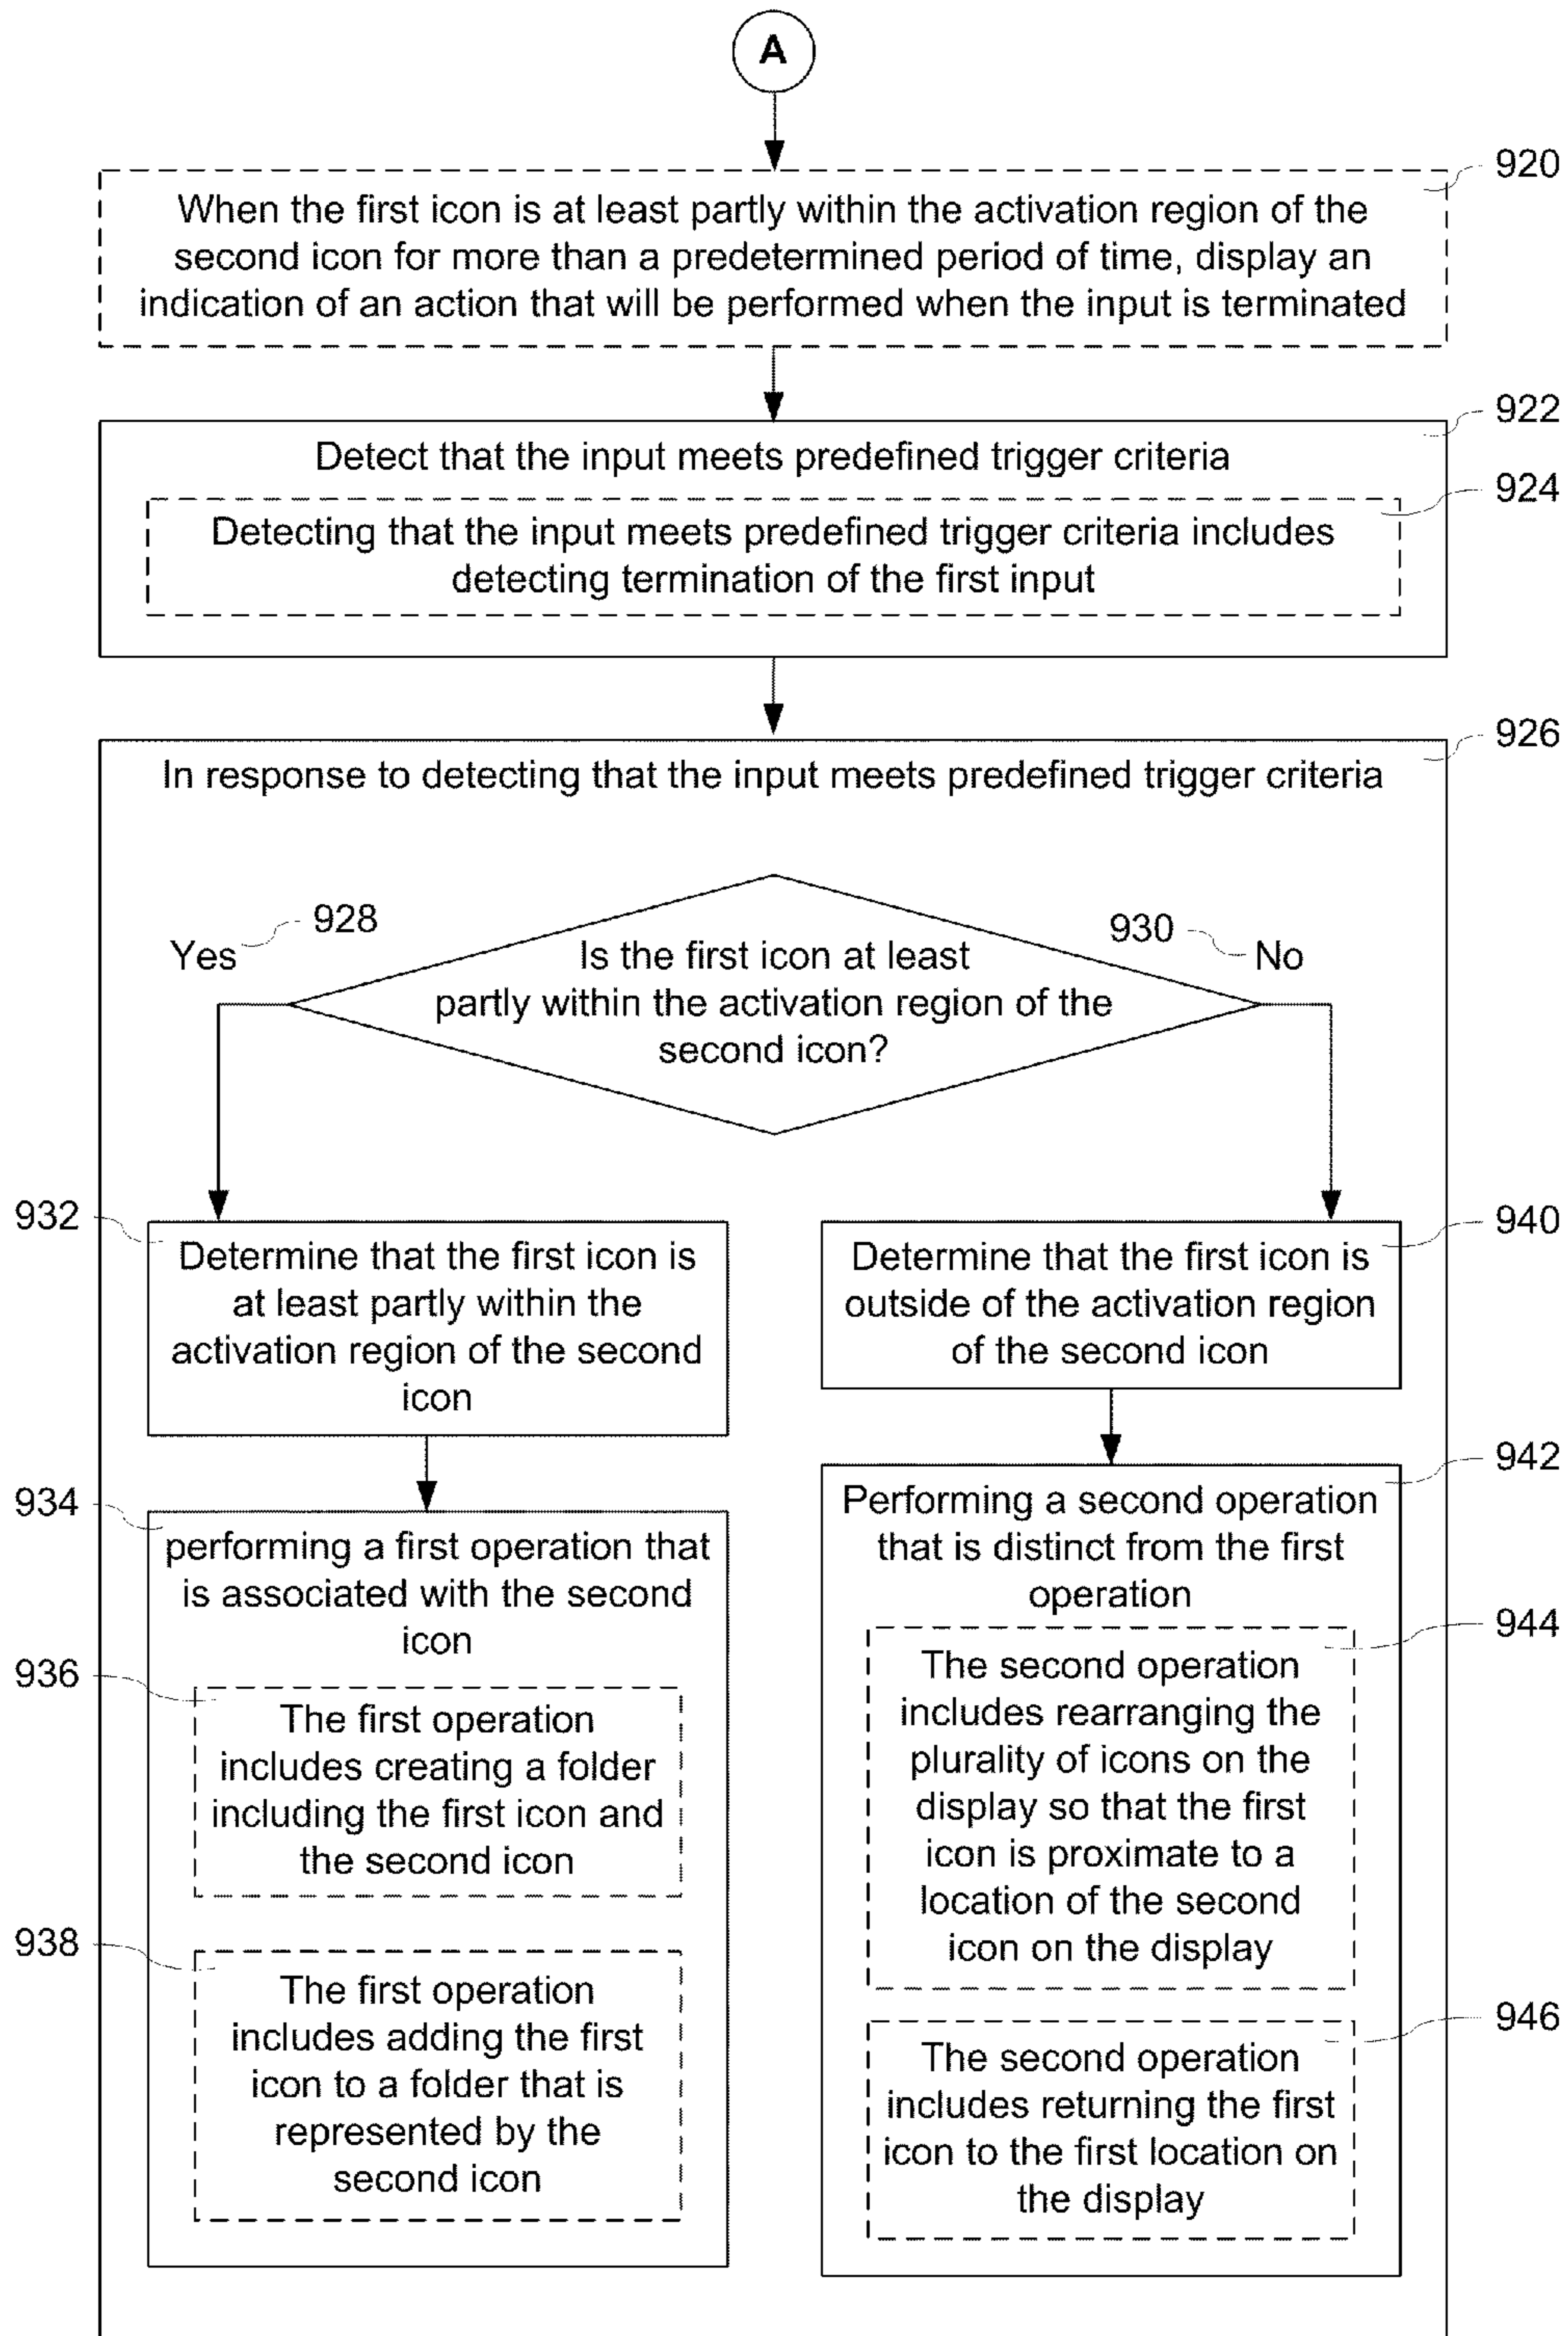 A
920
When the first icon is at least partly within the activation region of the
second icon for more than a predetermined period of time, display an
indication of an action that will be performed when the input is terminated
922
Detect that the input meets predefined trigger criteria
924
Detecting that the input meets predefined trigger criteria includes
detecting termination of the first input
926
In response to detecting that the input meets predefined trigger criteria
928
Yes
930
No
Is the first icon at least
partly within the activation region of the
second icon?
932
Determine that the first icon is
at least partly within the
activation region of the second
icon
934
performing a first operation that
is associated with the second
icon
936
The first operation
includes creating a folder
including the first icon and
the second icon
938
The first operation
includes adding the first
icon to a folder that is
represented by the
second icon
940
Determine that the first icon is
outside of the activation region
of the second icon
942
Performing a second operation
that is distinct from the first
operation
944
The second operation
includes rearranging the
plurality of icons on the
display so that the first
icon is proximate to a
location of the second
icon on the display
946
The second operation
includes returning the first
icon to the first location on
the display